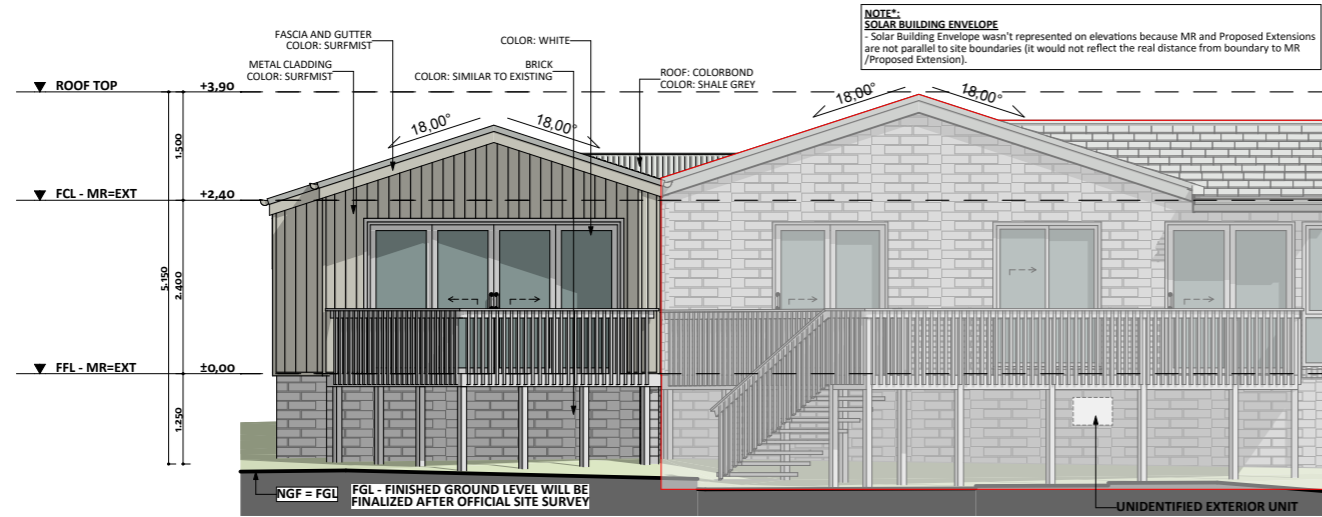 NOTE*:
SOLAR BUILDING ENVELOPE
- Solar Building Envelope wasn't represented on elevations because MR and Proposed Extensions
are not parallel to site boundaries (it would not reflect the real distance from boundary to MR
/Proposed Extension).
FASCIA AND GUTTER
COLOR: SURFMIST
COLOR: WHITE
METAL CLADDING
COLOR: SURFMIST
BRICK
COLOR: SIMILAR TO EXISTING
ROOF: COLORBOND
COLOR: SHALE GREY
ROOF TOP +3,90
18,00° 18,00°
18,00° 18,00°
1.500
FCL - MR=EXT +2,40
5.150
2.400
FFL - MR=EXT ±0,00
1.250
NGF = FGL
FGL - FINISHED GROUND LEVEL WILL BE
FINALIZED AFTER OFFICIAL SITE SURVEY
UNIDENTIFIED EXTERIOR UNIT